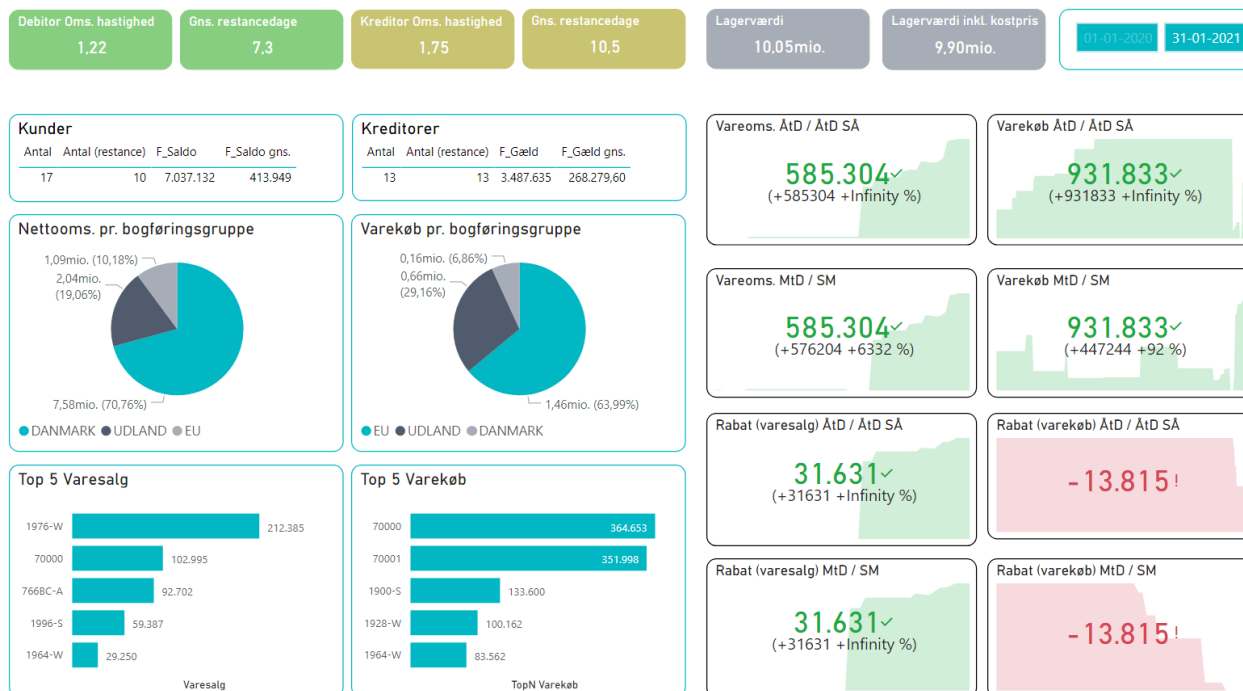 Debitor Oms. hastighed
1,22
Gns. restancedage
7,3
Kreditor Oms. hastighed
1,75
Gns. restancedage
10,5
Lagerværdi
10,05mio.
Lagerværdi inkl. kostpris
9,90mio.
01-01-2020 31-01-2021
Kunder
Antal Antal (restance) F_Saldo F_Saldo gns.
17 10 7.037.132 413.949
Kreditorer
Antal Antal (restance) F_Gæld F_Gæld gns.
13 13 3.487.635 268.279,60
Nettooms. pr. bogføringsgruppe
1,09mio. (10,18%)
2,04mio.
(19,06%)
7,58mio. (70,76%)
DANMARK UDLAND EU
Varekøb pr. bogføringsgruppe
0,16mio. (6,86%)
0,66mio.
(29,16%)
1,46mio. (63,99%)
EU UDLAND DANMARK
Top 5 Varesalg
1976-W 212.385
70000 102.995
766BC-A 92.702
1996-S 59.387
1964-W 29.250
Varesalg
Top 5 Varekøb
70000 364.653
70001 351.998
1900-S 133.600
1928-W 100.162
1964-W 83.562
TopN Varekøb
Vareoms. ÅtD / ÅtD SÅ
585.304
(+585304 +Infinity %)
Varekøb ÅtD / ÅtD SÅ
931.833
(+931833 +Infinity %)
Vareoms. MtD / SM
585.304
(+576204 +6332 %)
Varekøb MtD / SM
931.833
(+447244 +92 %)
Rabat (varesalg) ÅtD / ÅtD SÅ
31.631
(+31631 +Infinity %)
Rabat (varekøb) ÅtD / ÅtD SÅ
-13.815 !
Rabat (varesalg) MtD / SM
31.631
(+31631 +Infinity %)
Rabat (varekøb) MtD / SM
-13.815 !